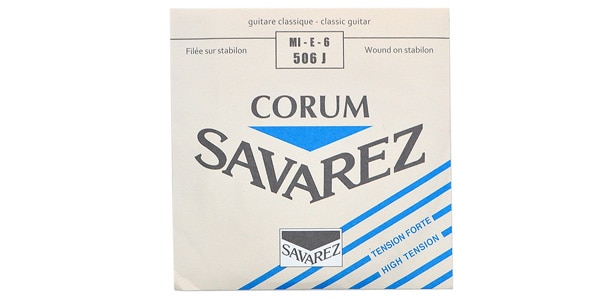 guitare classique - classic guitar
Filée sur stabilon
MI - E - 6
506 J
Wound on stabilon
CORUM
SAVAREZ
SAVAREZ
TENSION FORTE
HIGH TENSION